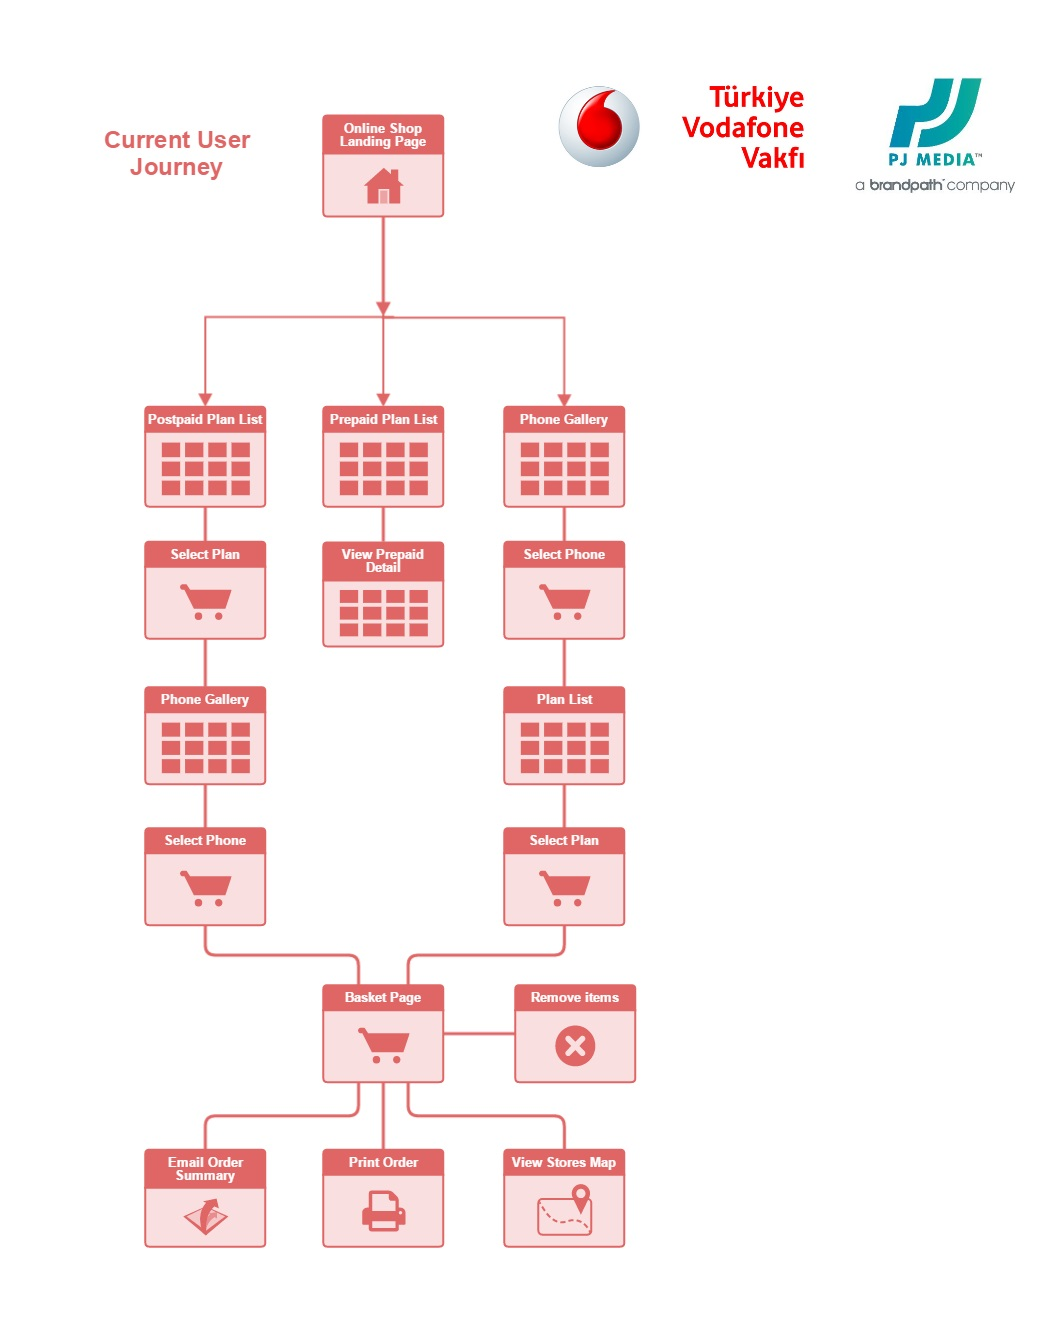 Current User
Journey
Online Shop
Landing Page
Türkiye
Vodafone
Vakfı
PJ MEDIA™
a brandpath™ company
Postpaid Plan List
Prepaid Plan List
Phone Gallery
Select Plan
View Prepaid
Detail
Select Phone
Phone Gallery
Plan List
Select Phone
Select Plan
Basket Page
Remove items
Email Order
Summary
Print Order
View Stores Map